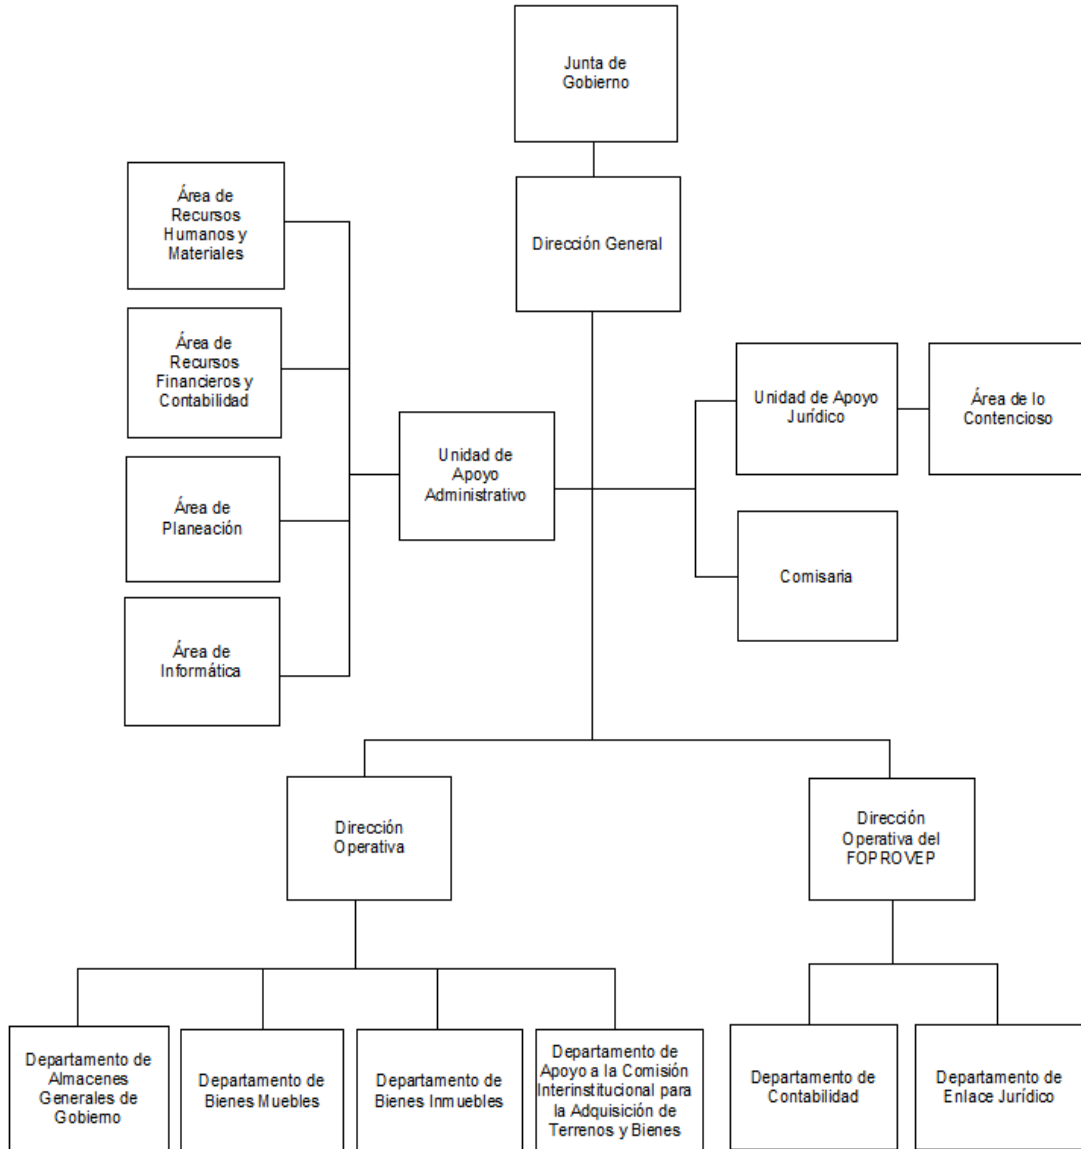 Junta de
Gobierno
Dirección General
Área de
Recursos
Humanos y
Materiales
Área de
Recursos
Financieros y
Contabilidad
Área de
Planeación
Área de
Informática
Unidad de
Apoyo
Administrativo
Unidad de Apoyo
Jurídico
Área de lo
Contencioso
Comisaria
Dirección
Operativa
Dirección
Operativa del
FOPROVEP
Departamento de
Almacenes
Generales de
Gobierno
Departamento de
Bienes Muebles
Departamento de
Bienes Inmuebles
Departamento de
Apoyo a la Comisión
Interinstitucional para
la Adquisición de
Terrenos y Bienes
Departamento de
Contabilidad
Departamento de
Enlace Jurídico